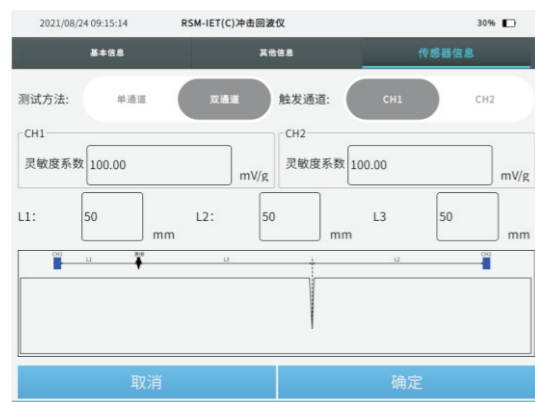 2021/08/24 09:15:14 RSM-IET(C)冲击回波仪 30%
基本信息 其他信息 传感器信息
测试方法: 单通道 双通道 触发通道: CH1 CH2
CH1 CH2
灵敏度系数 100.00 mV/g 灵敏度系数 100.00 mV/g
L1: 50 mm L2: 50 mm L3 50 mm
CH1 L1 L3 L2 CH2
取消 确定